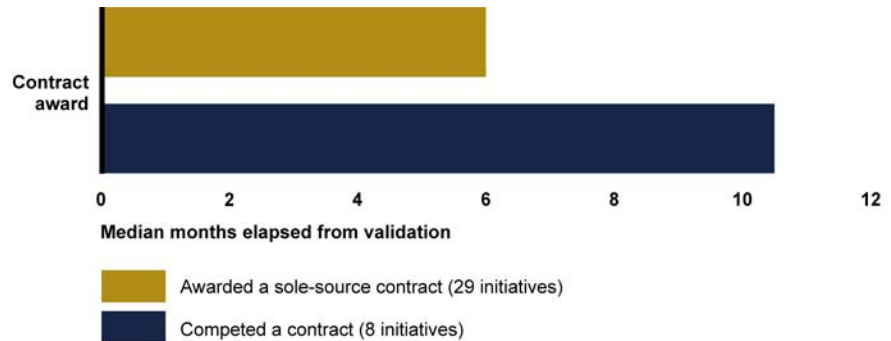 Contract
award
0 2 4 6 8 10 12
Median months elapsed from validation
Awarded a sole-source contract (29 initiatives)
Competed a contract (8 initiatives)